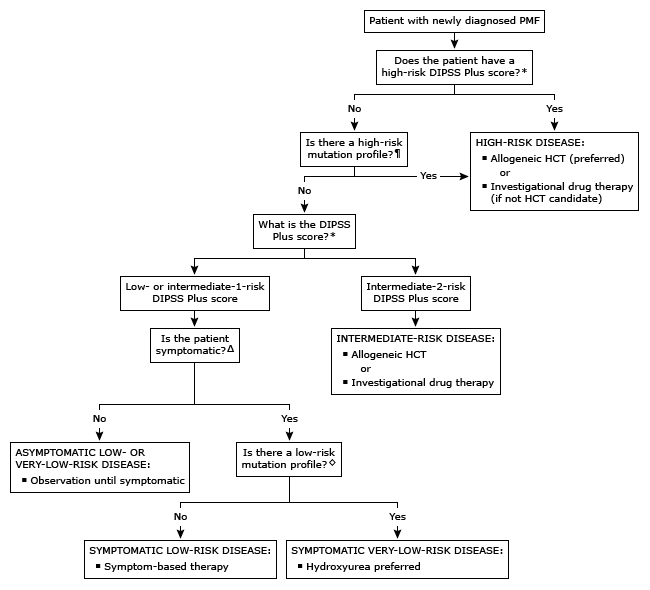 Patient with newly diagnosed PMF
Does the patient have a
high-risk DIPSS Plus score?*
No
Yes
Is there a high-risk
mutation profile?¶
HIGH-RISK DISEASE:
▪ Allogeneic HCT (preferred)
or
▪ Investigational drug therapy
(if not HCT candidate)
Yes
No
What is the DIPSS
Plus score?*
Low- or intermediate-1-risk
DIPSS Plus score
Intermediate-2-risk
DIPSS Plus score
Is the patient
symptomatic?Δ
INTERMEDIATE-RISK DISEASE:
▪ Allogeneic HCT
or
▪ Investigational drug therapy
No
Yes
ASYMPTOMATIC LOW- OR
VERY-LOW-RISK DISEASE:
▪ Observation until symptomatic
Is there a low-risk
mutation profile?◇
No
Yes
SYMPTOMATIC LOW-RISK DISEASE:
▪ Symptom-based therapy
SYMPTOMATIC VERY-LOW-RISK DISEASE:
▪ Hydroxyurea preferred